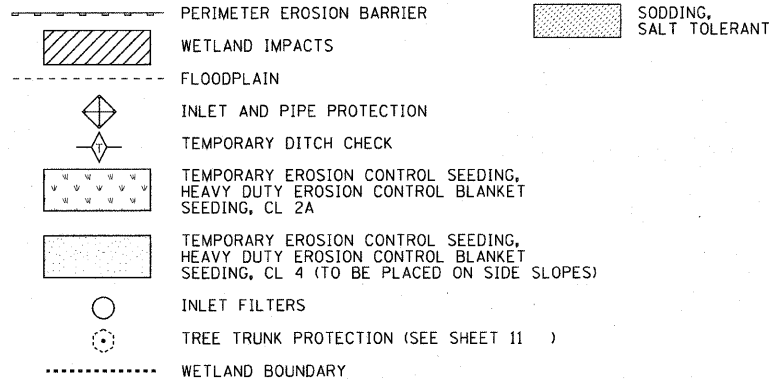 PERIMETER EROSION BARRIER
WETLAND IMPACTS
FLOODPLAIN
INLET AND PIPE PROTECTION
T
TEMPORARY DITCH CHECK
TEMPORARY EROSION CONTROL SEEDING,
HEAVY DUTY EROSION CONTROL BLANKET
SEEDING, CL 2A
TEMPORARY EROSION CONTROL SEEDING,
HEAVY DUTY EROSION CONTROL BLANKET
SEEDING, CL 4 (TO BE PLACED ON SIDE SLOPES)
INLET FILTERS
TREE TRUNK PROTECTION (SEE SHEET 11 )
WETLAND BOUNDARY
SODDING,
SALT TOLERANT